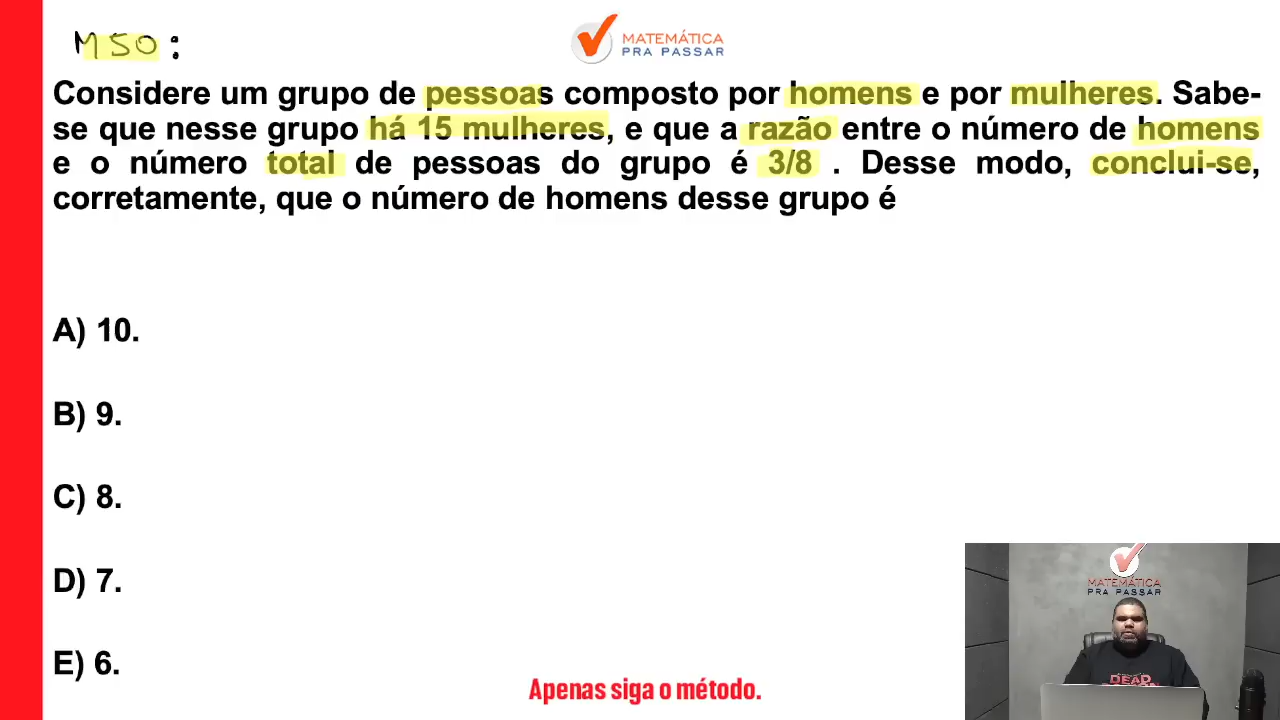 M50:
MATEMÁTICA
PRA PASSAR
Considere um grupo de pessoas composto por homens e por mulheres. Sabe-
se que nesse grupo há 15 mulheres, e que a razão entre o número de homens
e o número total de pessoas do grupo é 3/8 . Desse modo, conclui-se,
corretamente, que o número de homens desse grupo é
A) 10.
B) 9.
C) 8.
D) 7.
E) 6.
MATEMÁTICA
PRA PASSAR
DEAD
Apenas siga o método.